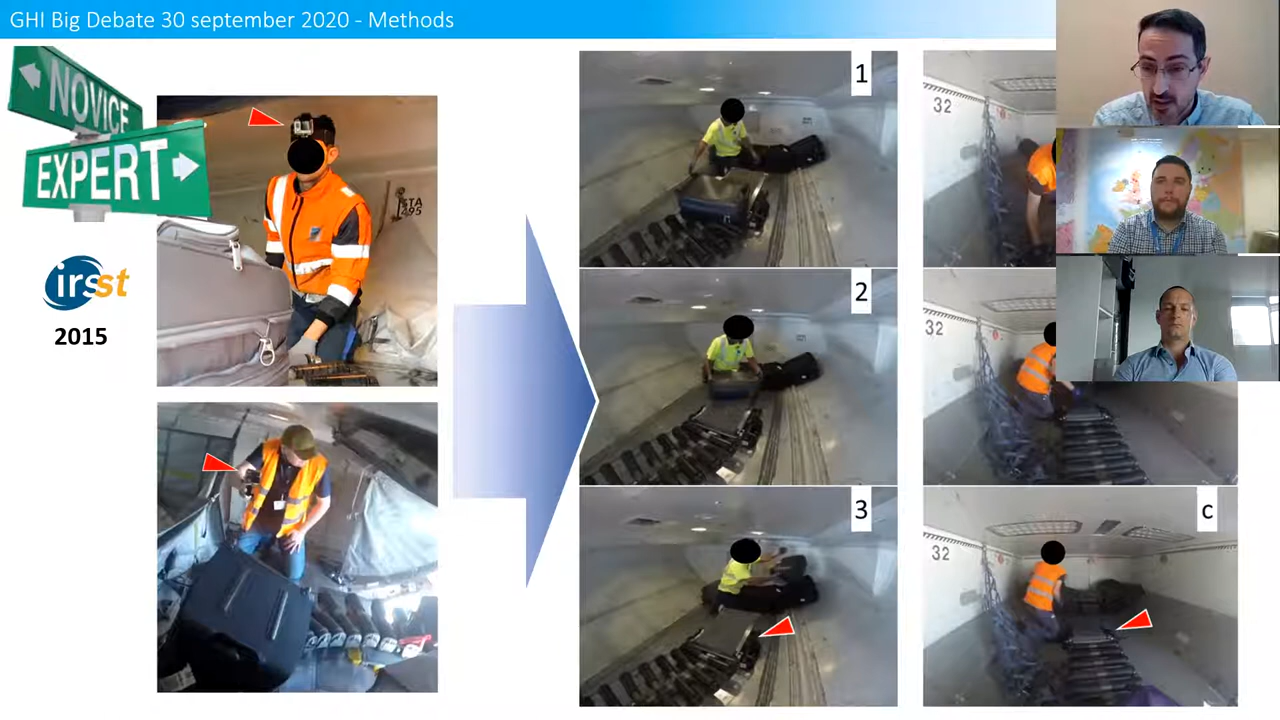 GHI Big Debate 30 september 2020 - Methods
NOVICE
EXPERT
irsst
2015
STA
495
1
2
3
32
32
32
c